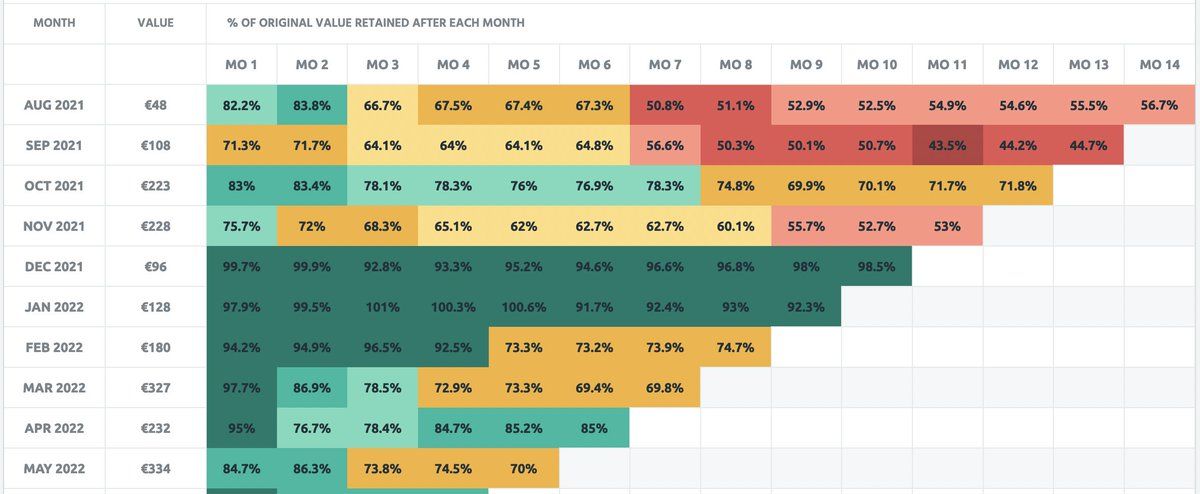 MONTH VALUE % OF ORIGINAL VALUE RETAINED AFTER EACH MONTH
MO 1 MO 2 MO 3 MO 4 MO 5 MO 6 MO 7 MO 8 MO 9 MO 10 MO 11 MO 12 MO 13 MO 14
AUG 2021 €48 82.2% 83.8% 66.7% 67.5% 67.4% 67.3% 50.8% 51.1% 52.9% 52.5% 54.9% 54.6% 55.5% 56.7%
SEP 2021 €108 71.3% 71.7% 64.1% 64% 64.1% 64.8% 56.6% 50.3% 50.1% 50.7% 43.5% 44.2% 44.7%
OCT 2021 €223 83% 83.4% 78.1% 78.3% 76% 76.9% 78.3% 74.8% 69.9% 70.1% 71.7% 71.8%
NOV 2021 €228 75.7% 72% 68.3% 65.1% 62% 62.7% 62.7% 60.1% 55.7% 52.7% 53%
DEC 2021 €96 99.7% 99.9% 92.8% 93.3% 95.2% 94.6% 96.6% 96.8% 98% 98.5%
JAN 2022 €128 97.9% 99.5% 101% 100.3% 100.6% 91.7% 92.4% 93% 92.3%
FEB 2022 €180 94.2% 94.9% 96.5% 92.5% 73.3% 73.2% 73.9% 74.7%
MAR 2022 €327 97.7% 86.9% 78.5% 72.9% 73.3% 69.4% 69.8%
APR 2022 €232 95% 76.7% 78.4% 84.7% 85.2% 85%
MAY 2022 €334 84.7% 86.3% 73.8% 74.5% 70%